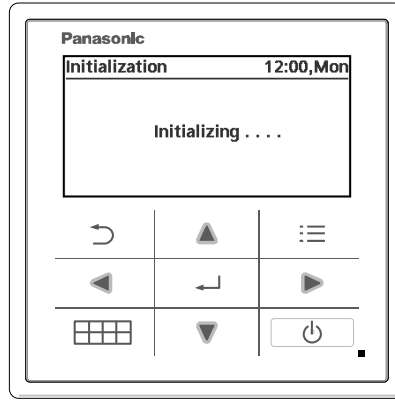 Panasonic
Initialization 12:00,Mon
Initializing . . . .